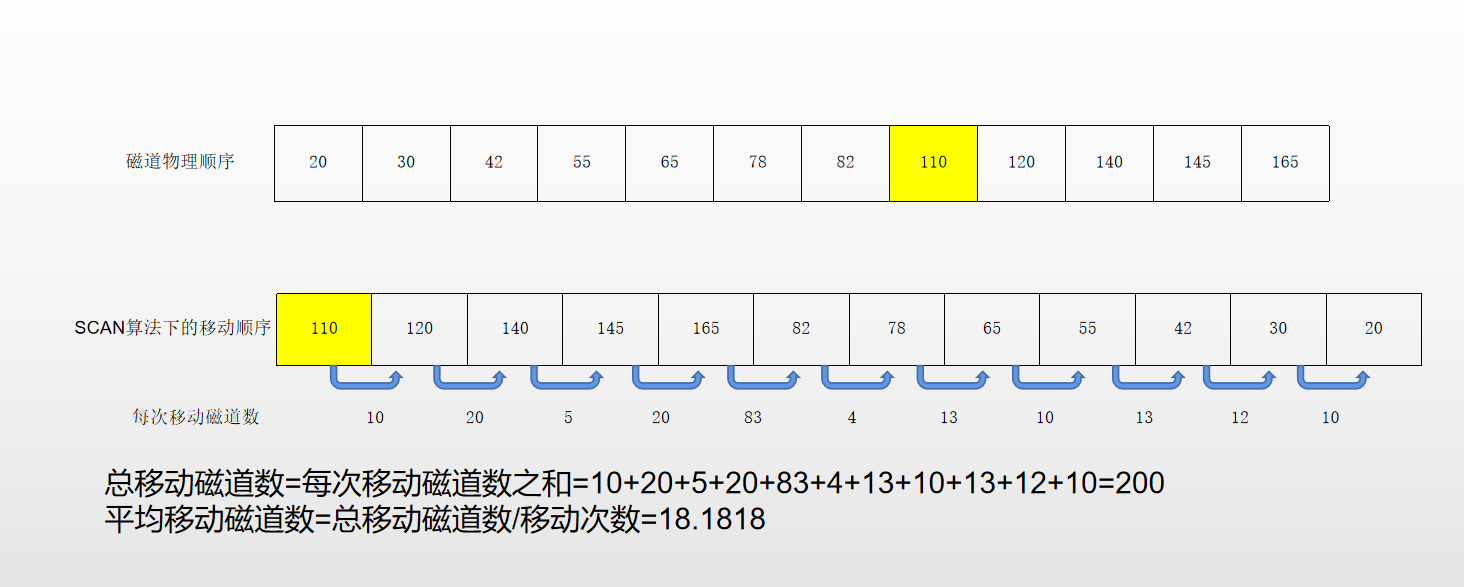 磁道物理顺序 20 30 42 55 65 78 82 110 120 140 145 165
SCAN算法下的移动顺序 110 120 140 145 165 82 78 65 55 42 30 20
每次移动磁道数 10 20 5 20 83 4 13 10 13 12 10
总移动磁道数=每次移动磁道数之和=10+20+5+20+83+4+13+10+13+12+10=200
平均移动磁道数=总移动磁道数/移动次数=18.1818